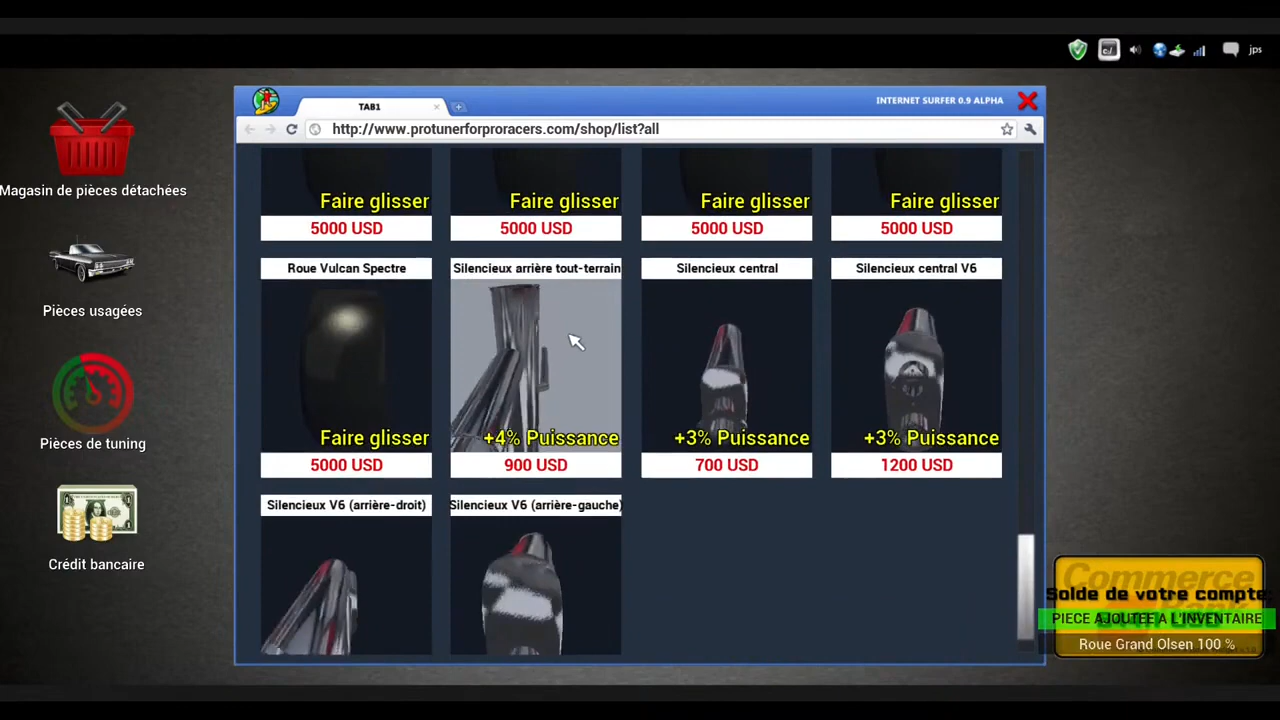 jps
TAB1
INTERNET SURFER 0.9 ALPHA
http://www.protunerforproracers.com/shop/list?all
Magasin de pièces détachées
Pièces usagées
Pièces de tuning
Crédit bancaire
Faire glisser
Faire glisser
Faire glisser
Faire glisser
5000 USD
5000 USD
5000 USD
5000 USD
Roue Vulcan Spectre
Silencieux arrière tout-terrain
Silencieux central
Silencieux central V6
Faire glisser
+4% Puissance
+3% Puissance
+3% Puissance
5000 USD
900 USD
700 USD
1200 USD
Silencieux V6 (arrière-droit)
Silencieux V6 (arrière-gauche)
Commerce
Solde de votre compte:
PIECE AJOUTEE A L'INVENTAIRE
Roue Grand Olsen 100 %